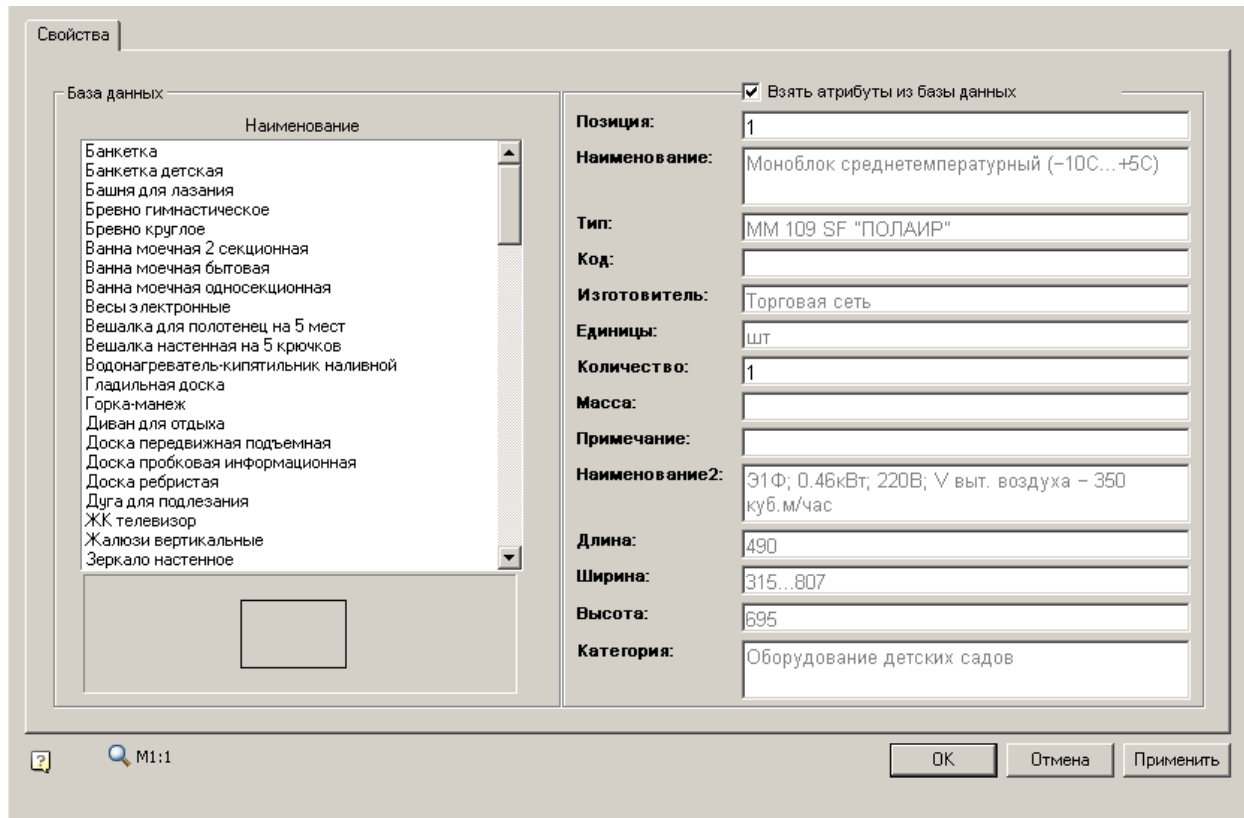 Свойства
База данных
Наименование
Банкетка
Банкетка детская
Башня для лазания
Бревно гимнастическое
Бревно круглое
Ванна моечная 2 секционная
Ванна моечная бытовая
Ванна моечная односекционная
Весы электронные
Вешалка для полотенец на 5 мест
Вешалка настенная на 5 крючков
Водонагреватель-кипятильник наливной
Гладильная доска
Горка-манеж
Диван для отдыха
Доска передвижная подъемная
Доска пробковая информационная
Доска ребристая
Дуга для подлезания
ЖК телевизор
Жалюзи вертикальные
Зеркало настенное
Взять атрибуты из базы данных
Позиция: 1
Наименование: Моноблок среднетемпературный (−10С...+5С)
Тип: ММ 109 SF "ПОЛАИР"
Код:
Изготовитель: Торговая сеть
Единицы: шт
Количество: 1
Масса:
Примечание:
Наименование2: Э1Ф; 0.46кВт; 220В; V выт. воздуха − 350
куб.м/час
Длина: 490
Ширина: 315...807
Высота: 695
Категория: Оборудование детских садов
М1:1
ОК
Отмена
Применить